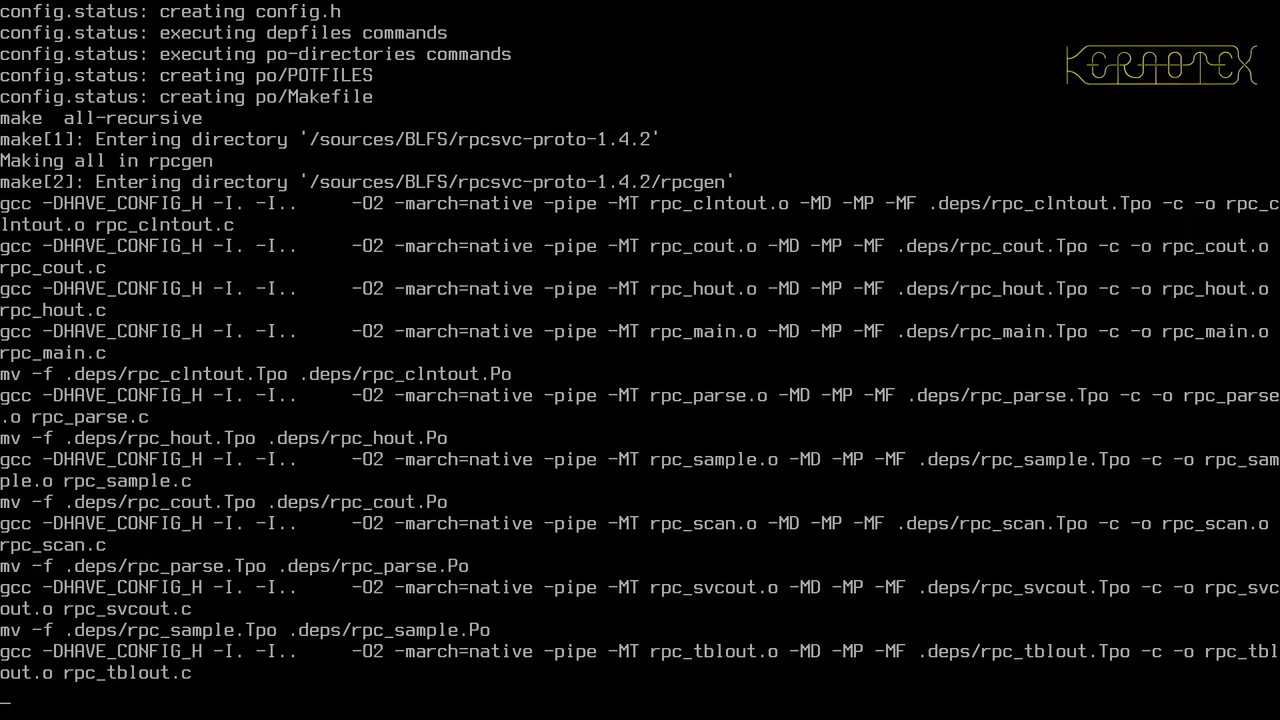 config.status: creating config.h
config.status: executing depfiles commands
config.status: executing po-directories commands
config.status: creating po/POTFILES
config.status: creating po/Makefile
make  all-recursive
make[1]: Entering directory '/sources/BLFS/rpcsvc-proto-1.4.2'
Making all in rpcgen
make[2]: Entering directory '/sources/BLFS/rpcsvc-proto-1.4.2/rpcgen'
gcc -DHAVE_CONFIG_H -I. -I..     -O2 -march=native -pipe -MT rpc_clntout.o -MD -MP -MF .deps/rpc_clntout.Tpo -c -o rpc_c
lntout.o rpc_clntout.c
gcc -DHAVE_CONFIG_H -I. -I..     -O2 -march=native -pipe -MT rpc_cout.o -MD -MP -MF .deps/rpc_cout.Tpo -c -o rpc_cout.o
rpc_cout.c
gcc -DHAVE_CONFIG_H -I. -I..     -O2 -march=native -pipe -MT rpc_hout.o -MD -MP -MF .deps/rpc_hout.Tpo -c -o rpc_hout.o
rpc_hout.c
gcc -DHAVE_CONFIG_H -I. -I..     -O2 -march=native -pipe -MT rpc_main.o -MD -MP -MF .deps/rpc_main.Tpo -c -o rpc_main.o
rpc_main.c
mv -f .deps/rpc_clntout.Tpo .deps/rpc_clntout.Po
gcc -DHAVE_CONFIG_H -I. -I..     -O2 -march=native -pipe -MT rpc_parse.o -MD -MP -MF .deps/rpc_parse.Tpo -c -o rpc_parse
.o rpc_parse.c
mv -f .deps/rpc_hout.Tpo .deps/rpc_hout.Po
gcc -DHAVE_CONFIG_H -I. -I..     -O2 -march=native -pipe -MT rpc_sample.o -MD -MP -MF .deps/rpc_sample.Tpo -c -o rpc_sam
ple.o rpc_sample.c
mv -f .deps/rpc_cout.Tpo .deps/rpc_cout.Po
gcc -DHAVE_CONFIG_H -I. -I..     -O2 -march=native -pipe -MT rpc_scan.o -MD -MP -MF .deps/rpc_scan.Tpo -c -o rpc_scan.o
rpc_scan.c
mv -f .deps/rpc_parse.Tpo .deps/rpc_parse.Po
gcc -DHAVE_CONFIG_H -I. -I..     -O2 -march=native -pipe -MT rpc_svcout.o -MD -MP -MF .deps/rpc_svcout.Tpo -c -o rpc_svc
out.o rpc_svcout.c
mv -f .deps/rpc_sample.Tpo .deps/rpc_sample.Po
gcc -DHAVE_CONFIG_H -I. -I..     -O2 -march=native -pipe -MT rpc_tblout.o -MD -MP -MF .deps/rpc_tblout.Tpo -c -o rpc_tbl
out.o rpc_tblout.c